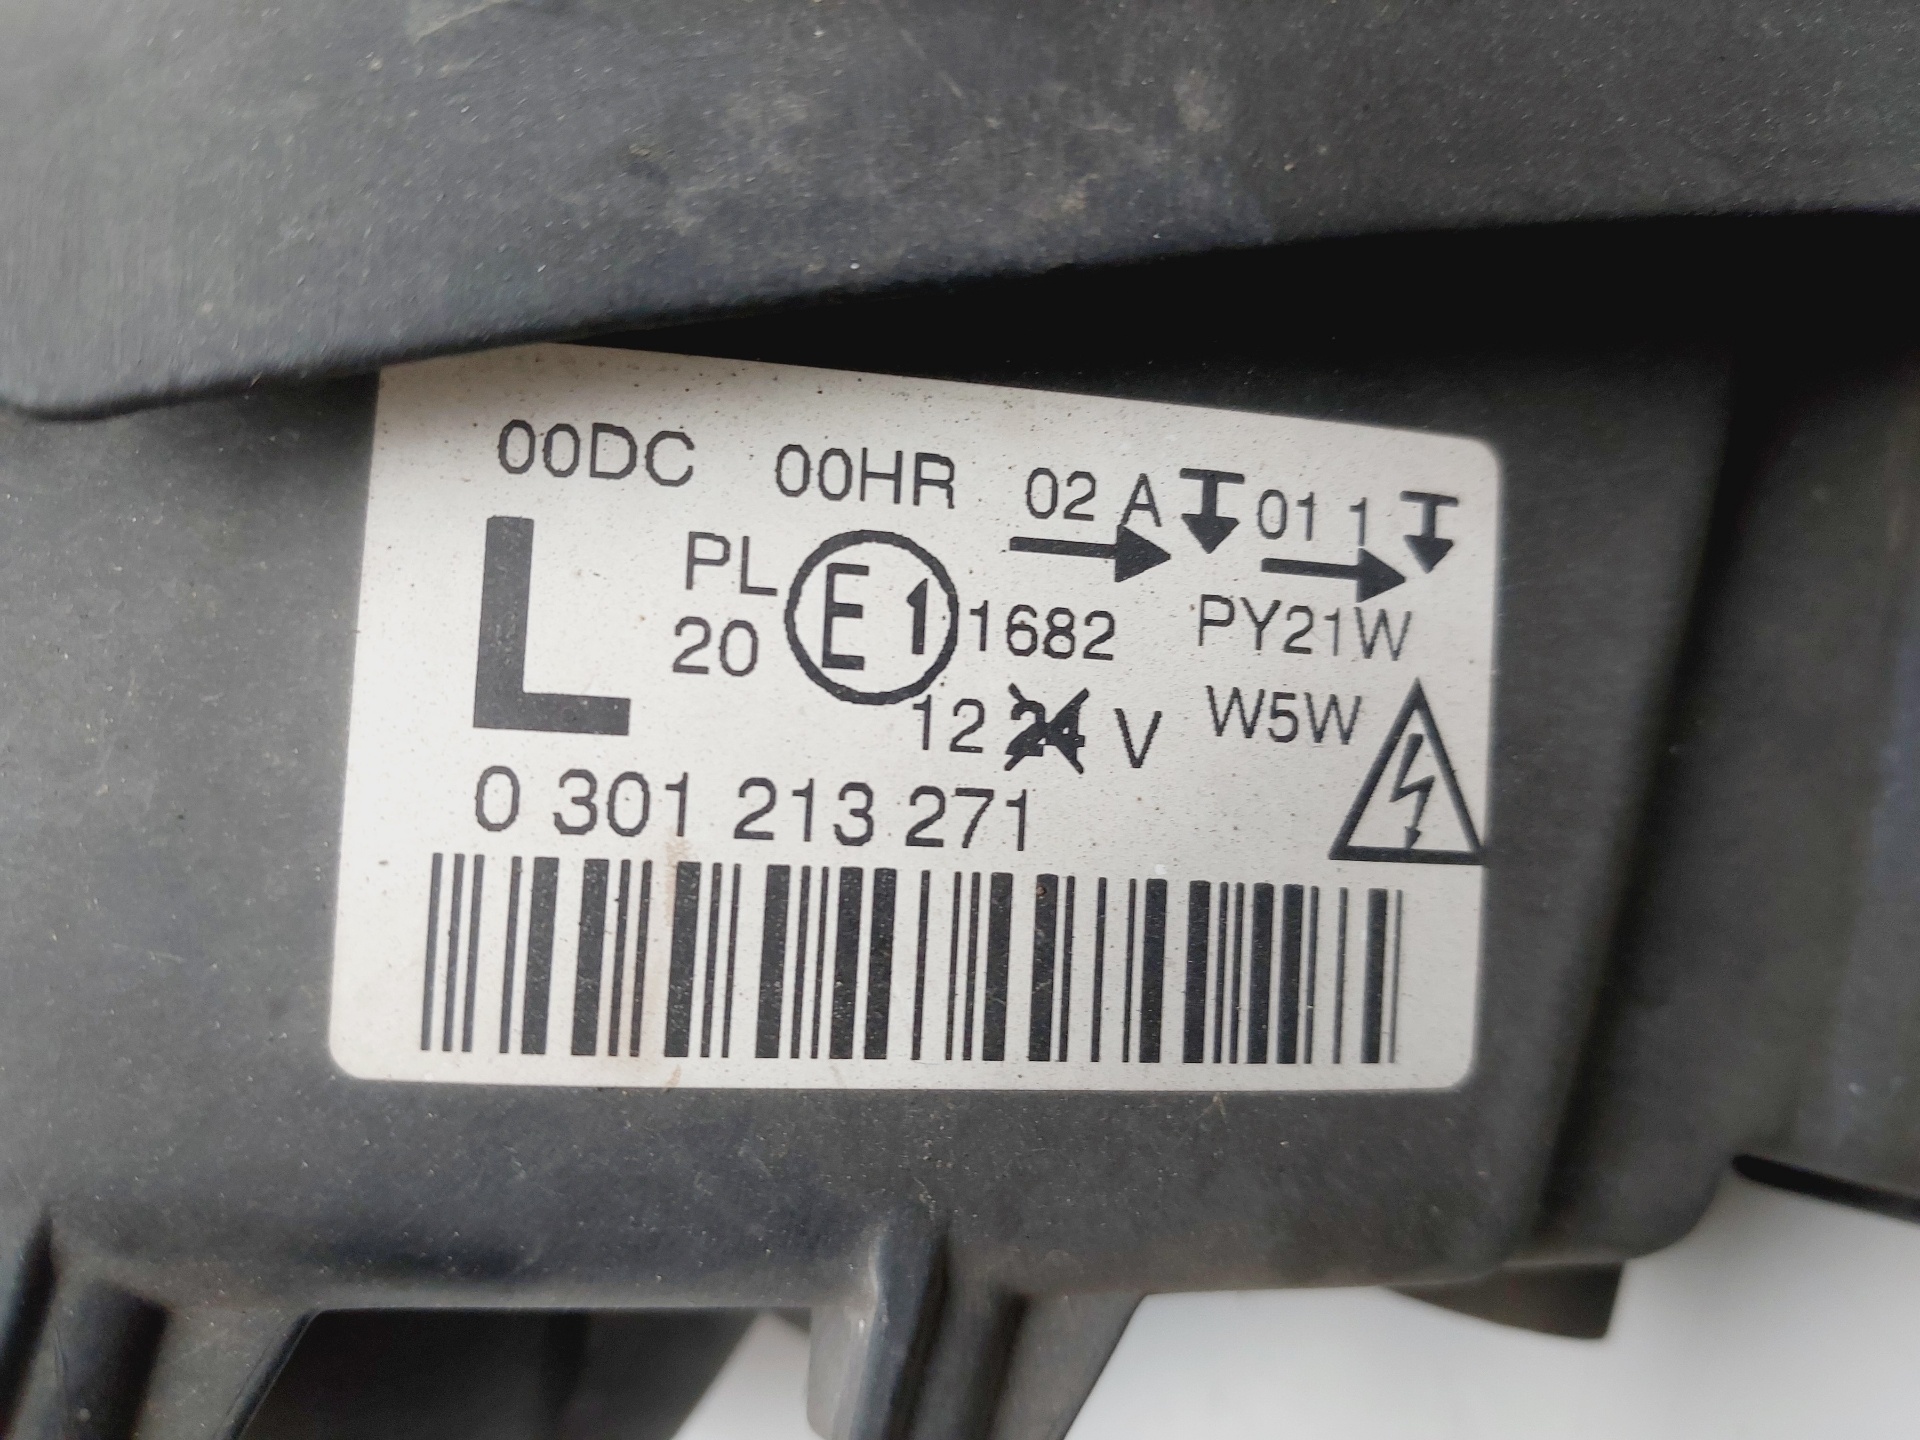 00DC 00HR 02 A 01 1
L PL E1 1682 PY21W
20
12 24 V W5W
0 301 213 271